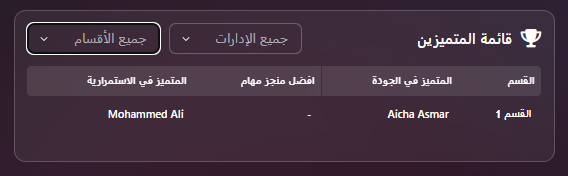 قائمة المتميزين
جميع الإدارات
جميع الأقسام
القسم المتميز في الجودة افضل منجز مهام المتميز في الاستمرارية
القسم 1 Aicha Asmar - Mohammed Ali